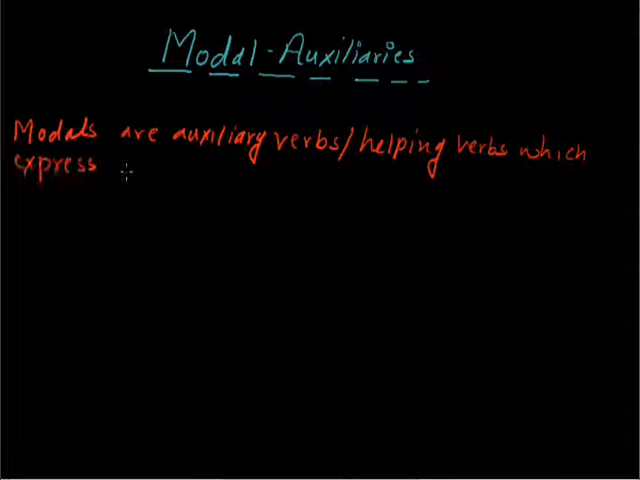 Modal-Auxiliaries
Modals are auxiliary verbs/helping verbs which
express